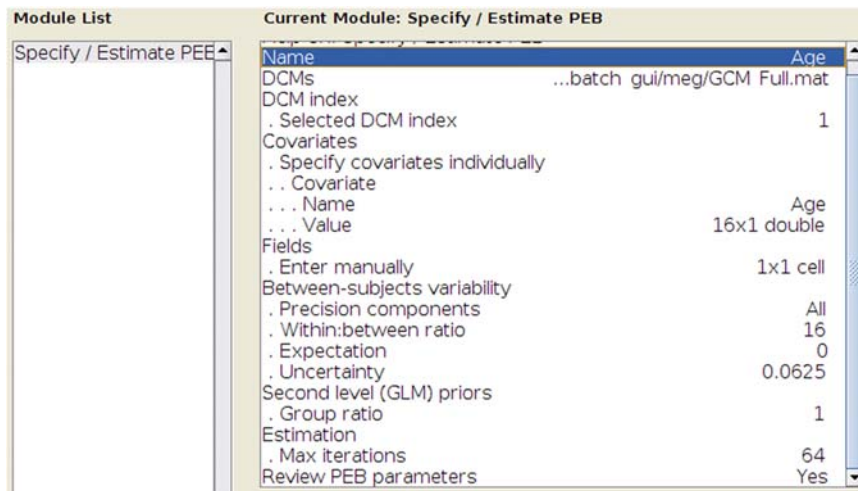 Module List
Current Module: Specify / Estimate PEB
Specify / Estimate PEB
Name Age
DCMs ...batch gui/meg/GCM Full.mat
DCM index
. Selected DCM index 1
Covariates
. Specify covariates individually
. . Covariate
. . . Name Age
. . . Value 16x1 double
Fields
. Enter manually 1x1 cell
Between-subjects variability
. Precision components All
. Within:between ratio 16
. Expectation 0
. Uncertainty 0.0625
Second level (GLM) priors
. Group ratio 1
Estimation
. Max iterations 64
Review PEB parameters Yes